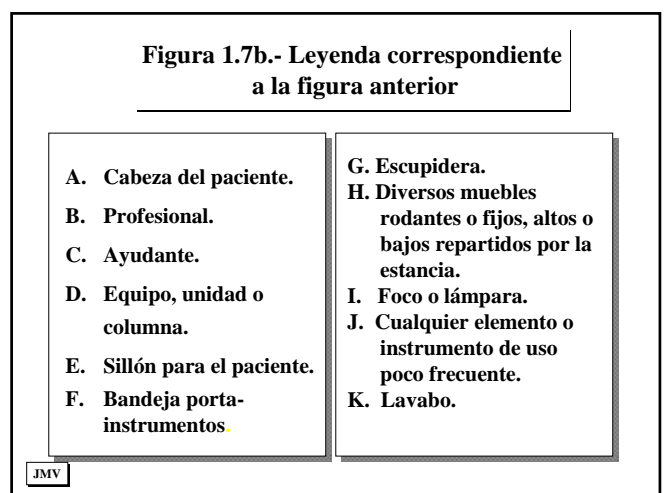 Figura 1.7b.- Leyenda correspondiente
a la figura anterior
A. Cabeza del paciente.
B. Profesional.
C. Ayudante.
D. Equipo, unidad o
columna.
E. Sillón para el paciente.
F. Bandeja porta-
instrumentos.
G. Escupidera.
H. Diversos muebles
rodantes o fijos, altos o
bajos repartidos por la
estancia.
I. Foco o lámpara.
J. Cualquier elemento o
instrumento de uso
poco frecuente.
K. Lavabo.
JMV